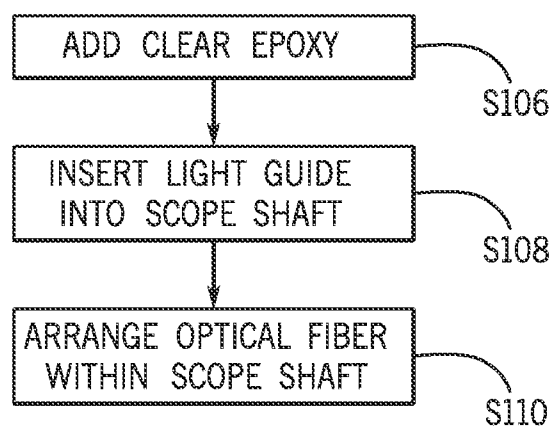 ADD CLEAR EPOXY
S106
INSERT LIGHT GUIDE
INTO SCOPE SHAFT
S108
ARRANGE OPTICAL FIBER
WITHIN SCOPE SHAFT
S110